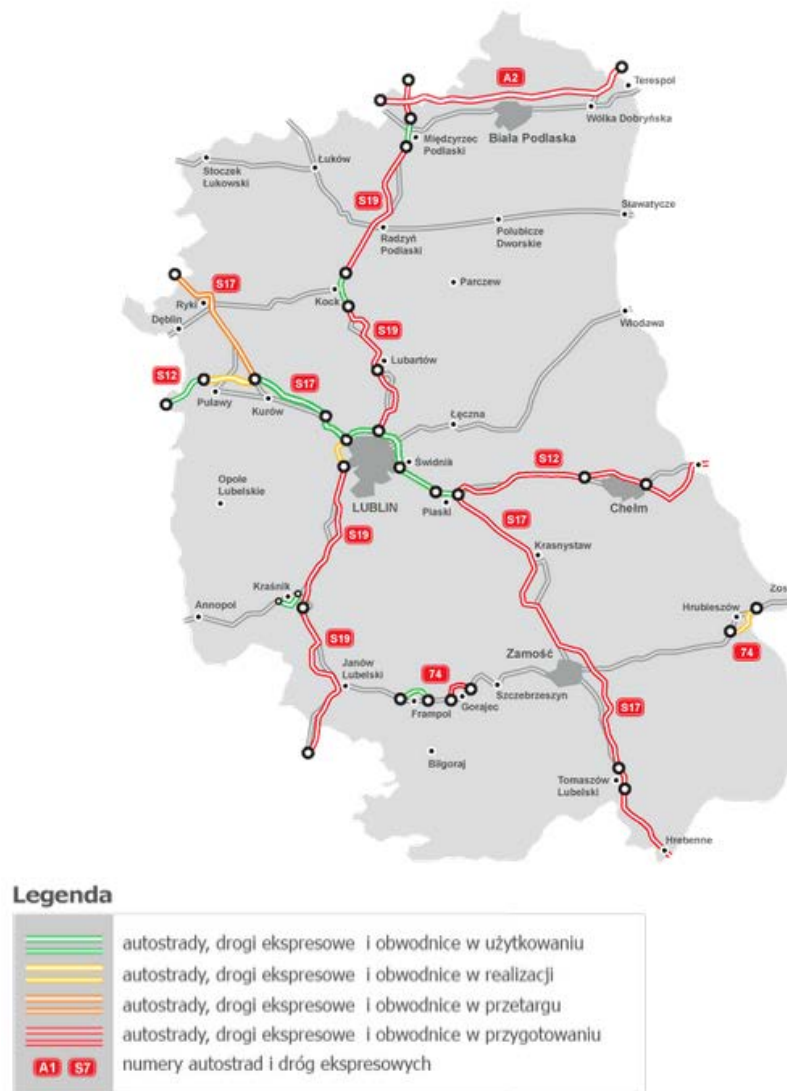 A2
Terespol
Wólka Dobryńska
Międzyrzec
Podlaski
Biała Podlaska
Stoczek
Łukowski
Łuków
S19
Sławatycze
Radzyń
Podlaski
Polubicze
Dworskie
S17
Ryki
Kock
Parczew
Dęblin
S19
Włodawa
Lubartów
S12
S17
Puławy
Kurów
Łęczna
Świdnik
S12
Opole
Lubelskie
LUBLIN
Piaski
Chełm
S17
S19
Krasnystaw
Kraśnik
Annopol
Hrubieszów
Zos
S19
Zamość
74
Janów
Lubelski
74
Szczebrzeszyn
Frampol
Gorajec
S17
Biłgoraj
Tomaszów
Lubelski
Hrebenne
Legenda
autostrady, drogi ekspresowe i obwodnice w użytkowaniu
autostrady, drogi ekspresowe i obwodnice w realizacji
autostrady, drogi ekspresowe i obwodnice w przetargu
autostrady, drogi ekspresowe i obwodnice w przygotowaniu
A1 S7 numery autostrad i dróg ekspresowych